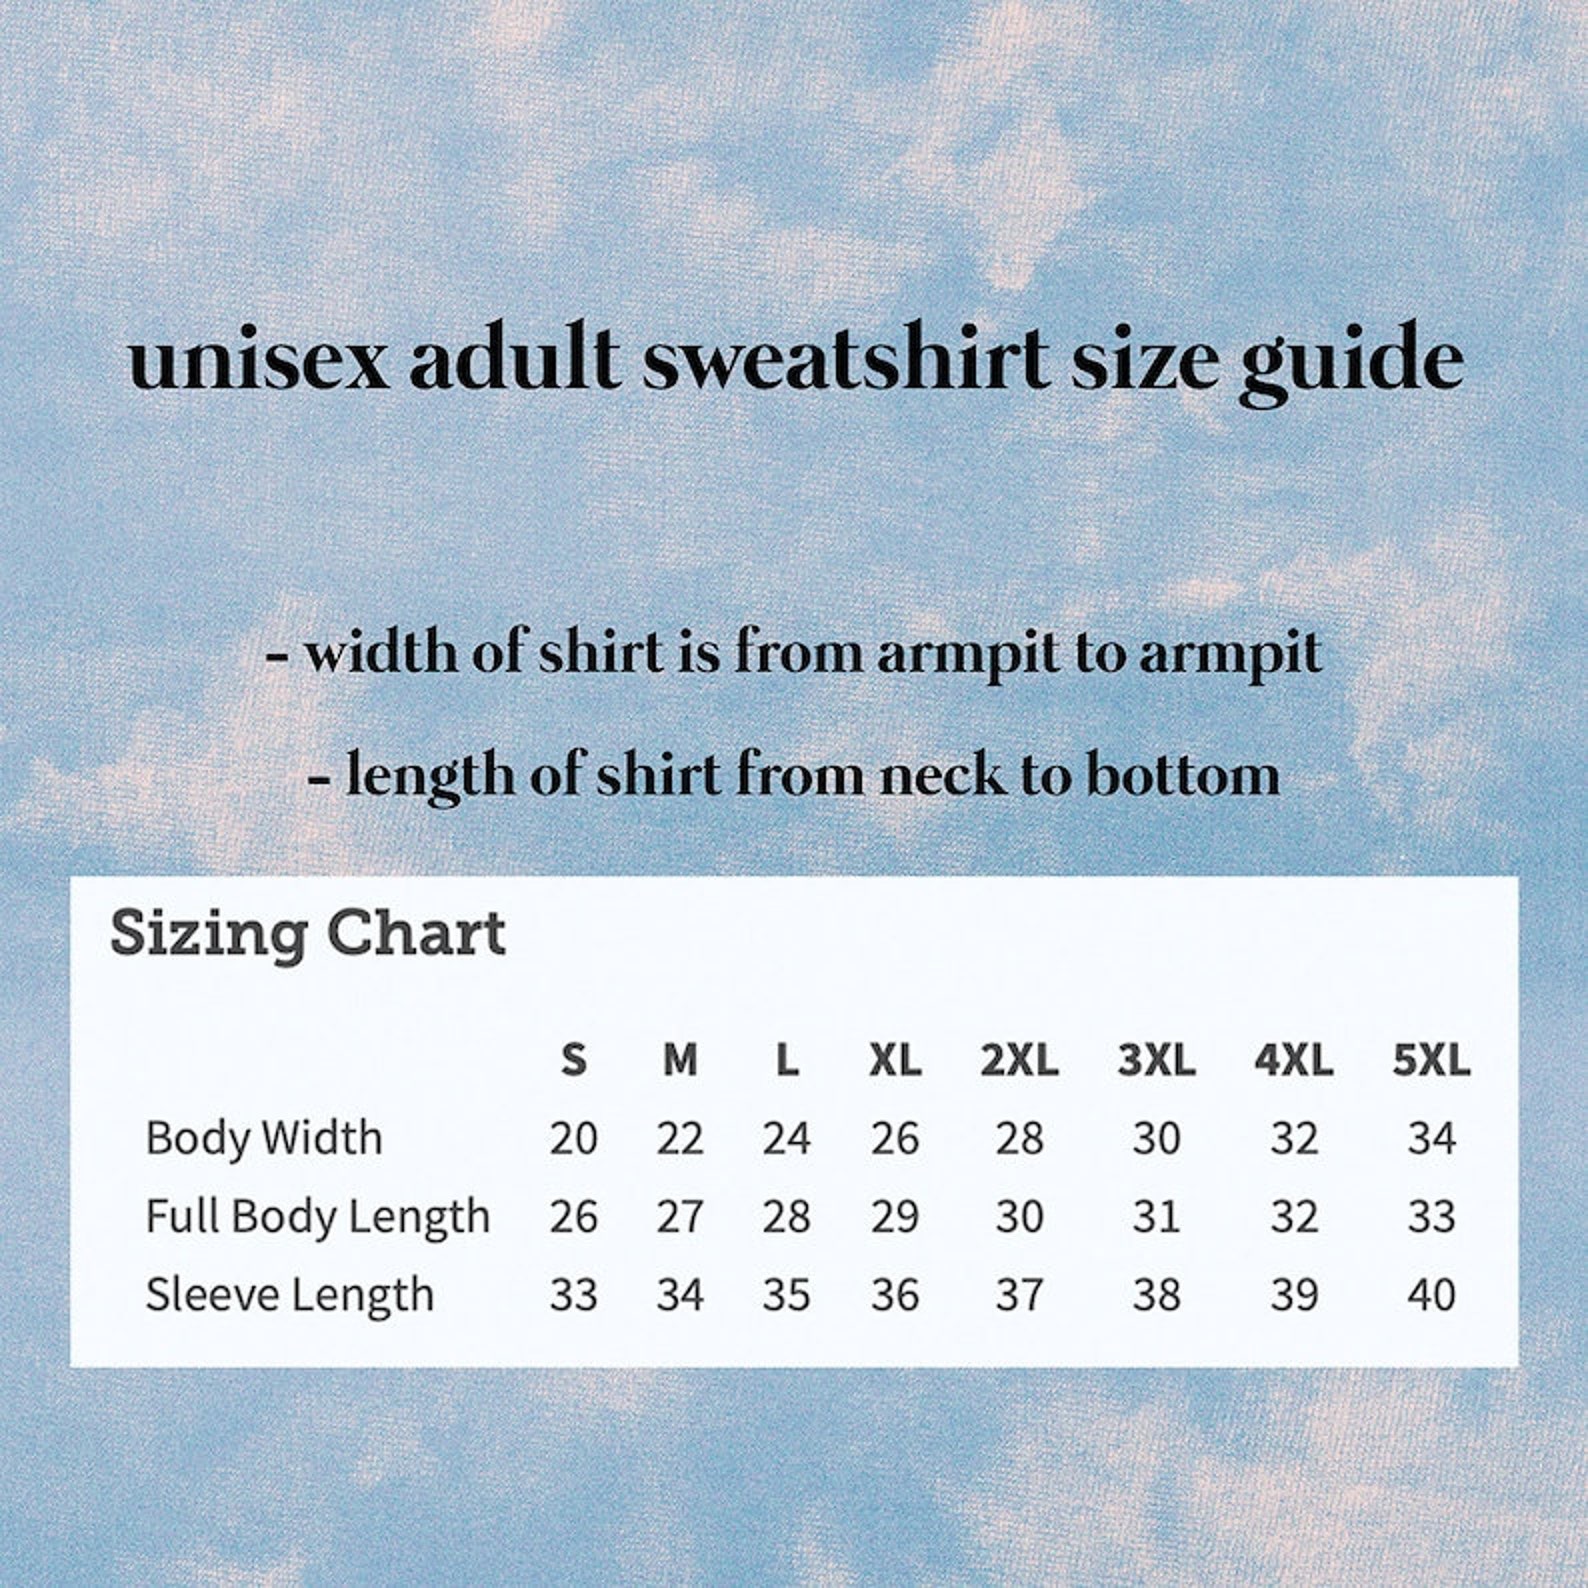 unisex adult sweatshirt size guide
- width of shirt is from armpit to armpit
- length of shirt from neck to bottom
Sizing Chart
S M L XL 2XL 3XL 4XL 5XL
Body Width 20 22 24 26 28 30 32 34
Full Body Length 26 27 28 29 30 31 32 33
Sleeve Length 33 34 35 36 37 38 39 40